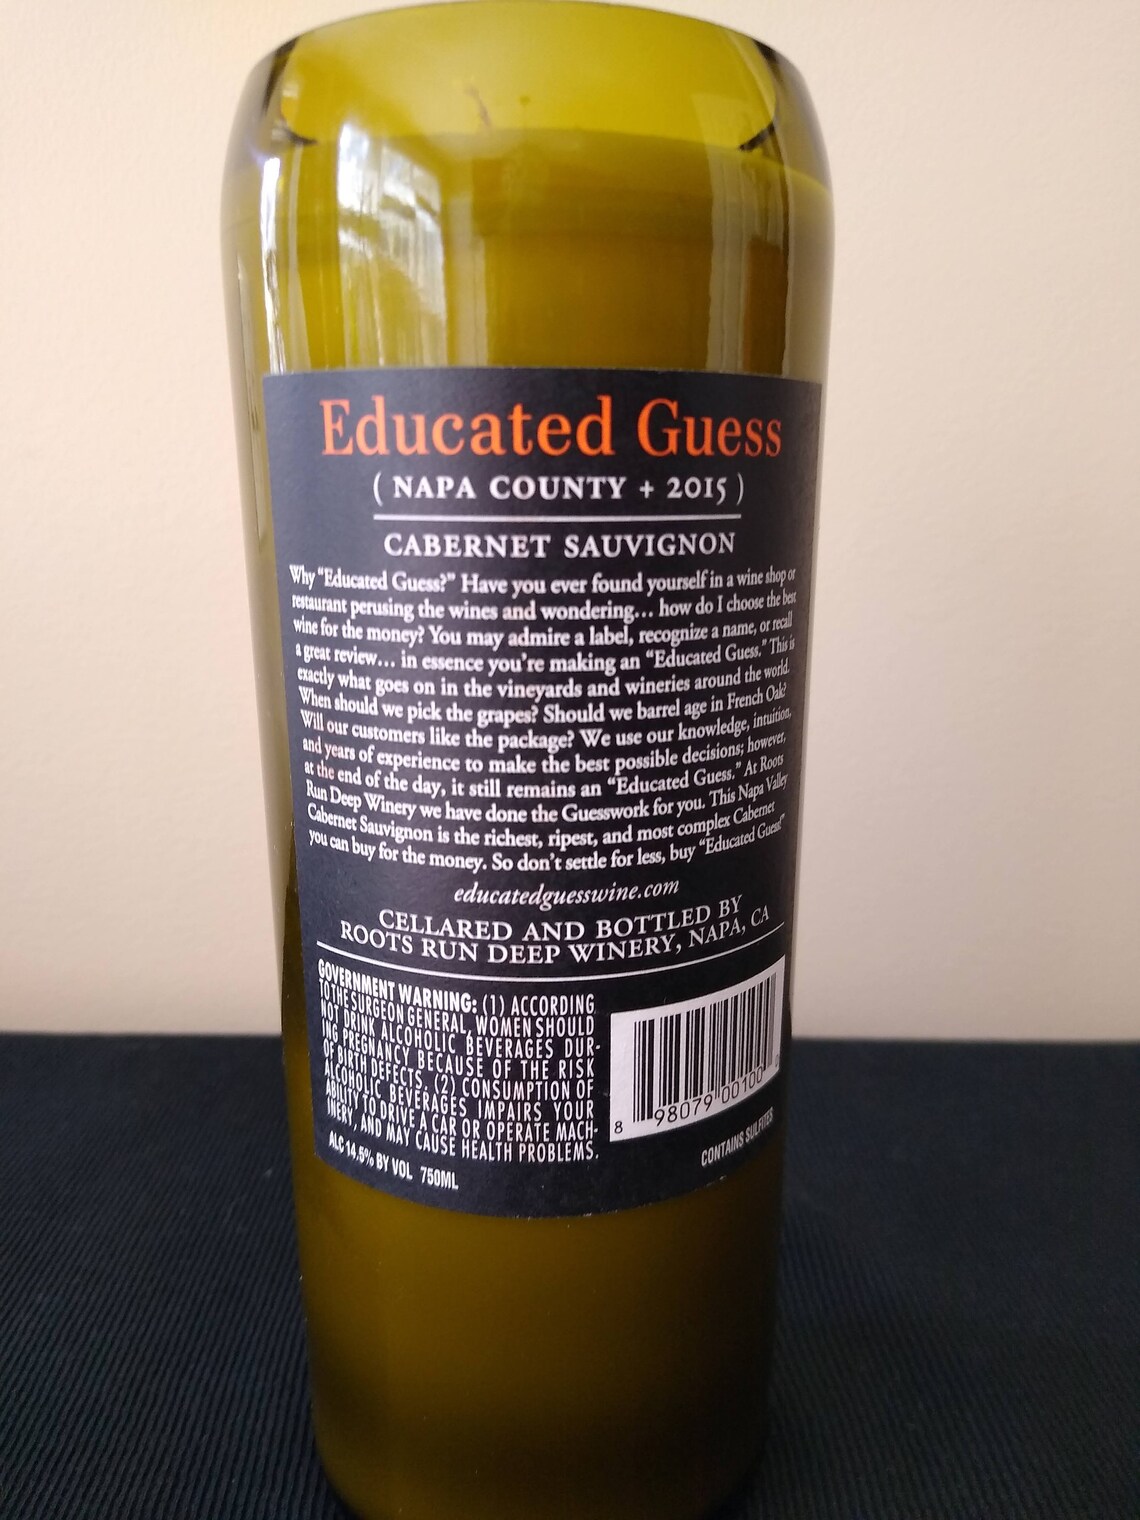 Educated Guess
( NAPA COUNTY + 2015 )
CABERNET SAUVIGNON
Why “Educated Guess?” Have you ever found yourself in a wine shop or
restaurant perusing the wines and wondering... how do I choose the best
wine for the money? You may admire a label, recognize a name, or recall
a great review... in essence you’re making an “Educated Guess.” This is
exactly what goes on in the vineyards and wineries around the world.
When should we pick the grapes? Should we barrel age in French Oak?
Will our customers like the package? We use our knowledge, intuition,
and years of experience to make the best possible decisions; however,
at the end of the day, it still remains an “Educated Guess.” At Roots
Run Deep Winery we have done the Guesswork for you. This Napa Valley
Cabernet Sauvignon is the richest, ripest, and most complex Cabernet
you can buy for the money. So don’t settle for less, buy “Educated Guess!”
educatedguesswine.com
CELLARED AND BOTTLED BY
ROOTS RUN DEEP WINERY, NAPA, CA
GOVERNMENT WARNING: (1) ACCORDING
TO THE SURGEON GENERAL, WOMEN SHOULD
NOT DRINK ALCOHOLIC BEVERAGES DUR-
ING PREGNANCY BECAUSE OF THE RISK
OF BIRTH DEFECTS. (2) CONSUMPTION OF
ALCOHOLIC BEVERAGES IMPAIRS YOUR
ABILITY TO DRIVE A CAR OR OPERATE MACH-
INERY, AND MAY CAUSE HEALTH PROBLEMS.
8 98079 00100 0
ALC 14.5% BY VOL 750ML
CONTAINS SULFITES